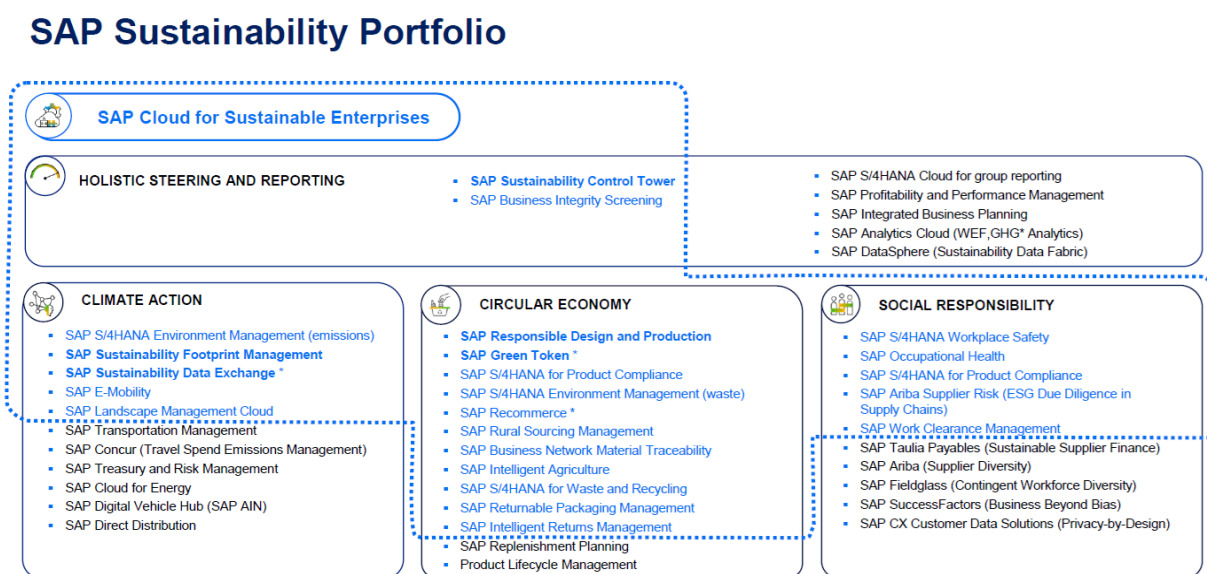 SAP Sustainability Portfolio
SAP Cloud for Sustainable Enterprises
HOLISTIC STEERING AND REPORTING
▪ SAP Sustainability Control Tower
▪ SAP Business Integrity Screening
▪ SAP S/4HANA Cloud for group reporting
▪ SAP Profitability and Performance Management
▪ SAP Integrated Business Planning
▪ SAP Analytics Cloud (WEF,GHG* Analytics)
▪ SAP DataSphere (Sustainability Data Fabric)
CLIMATE ACTION
▪ SAP S/4HANA Environment Management (emissions)
▪ SAP Sustainability Footprint Management
▪ SAP Sustainability Data Exchange *
▪ SAP E-Mobility
▪ SAP Landscape Management Cloud
▪ SAP Transportation Management
▪ SAP Concur (Travel Spend Emissions Management)
▪ SAP Treasury and Risk Management
▪ SAP Cloud for Energy
▪ SAP Digital Vehicle Hub (SAP AIN)
▪ SAP Direct Distribution
CIRCULAR ECONOMY
▪ SAP Responsible Design and Production
▪ SAP Green Token *
▪ SAP S/4HANA for Product Compliance
▪ SAP S/4HANA Environment Management (waste)
▪ SAP Recommerce *
▪ SAP Rural Sourcing Management
▪ SAP Business Network Material Traceability
▪ SAP Intelligent Agriculture
▪ SAP S/4HANA for Waste and Recycling
▪ SAP Returnable Packaging Management
▪ SAP Intelligent Returns Management
▪ SAP Replenishment Planning
▪ Product Lifecycle Management
SOCIAL RESPONSIBILITY
▪ SAP S/4HANA Workplace Safety
▪ SAP Occupational Health
▪ SAP S/4HANA for Product Compliance
▪ SAP Ariba Supplier Risk (ESG Due Diligence in
Supply Chains)
▪ SAP Work Clearance Management
▪ SAP Taulia Payables (Sustainable Supplier Finance)
▪ SAP Ariba (Supplier Diversity)
▪ SAP Fieldglass (Contingent Workforce Diversity)
▪ SAP SuccessFactors (Business Beyond Bias)
▪ SAP CX Customer Data Solutions (Privacy-by-Design)